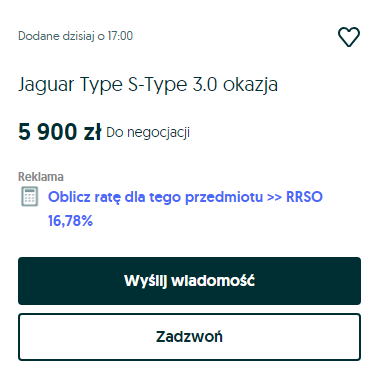 Dodane dzisiaj o 17:00
Jaguar Type S-Type 3.0 okazja
5 900 zł Do negocjacji
Reklama
Oblicz ratę dla tego przedmiotu >> RRSO
16,78%
Wyślij wiadomość
Zadzwoń